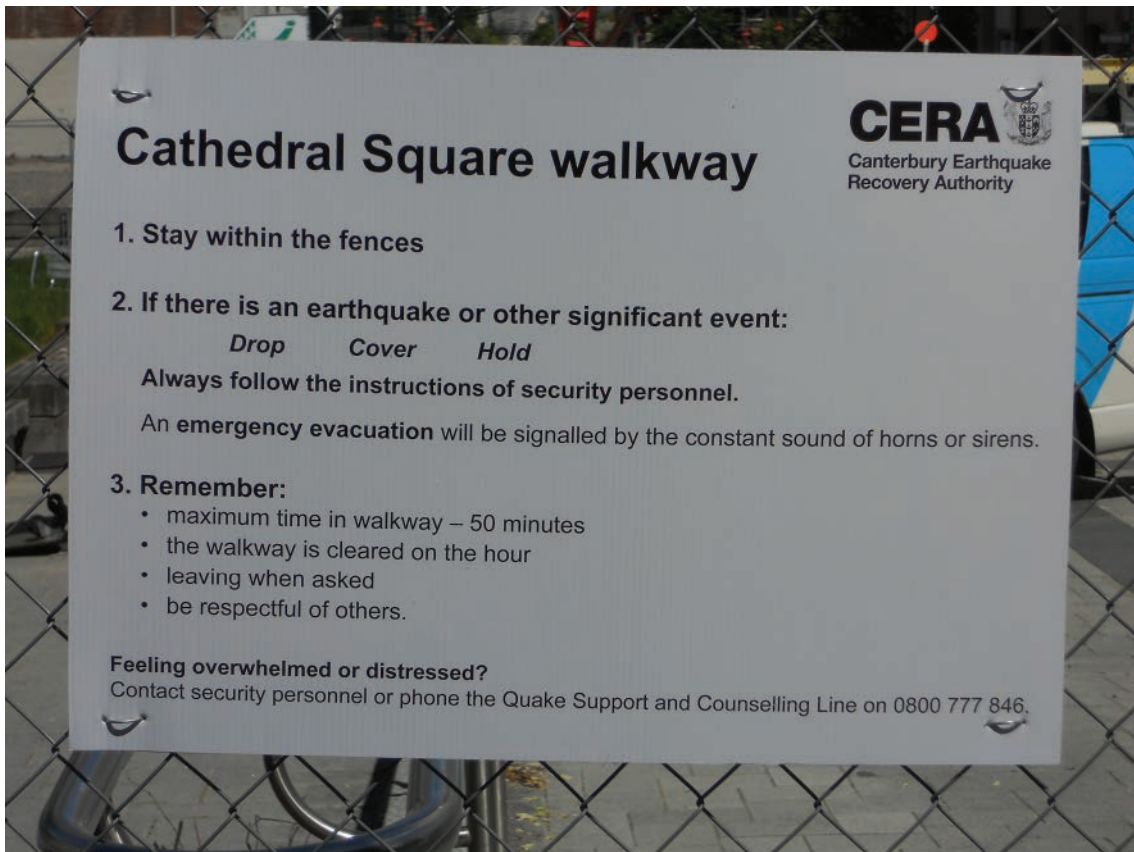 Cathedral Square walkway
CERA
Canterbury Earthquake
Recovery Authority
1. Stay within the fences
2. If there is an earthquake or other significant event:
Drop Cover Hold
Always follow the instructions of security personnel.
An emergency evacuation will be signalled by the constant sound of horns or sirens.
3. Remember:
• maximum time in walkway – 50 minutes
• the walkway is cleared on the hour
• leaving when asked
• be respectful of others.
Feeling overwhelmed or distressed?
Contact security personnel or phone the Quake Support and Counselling Line on 0800 777 846.